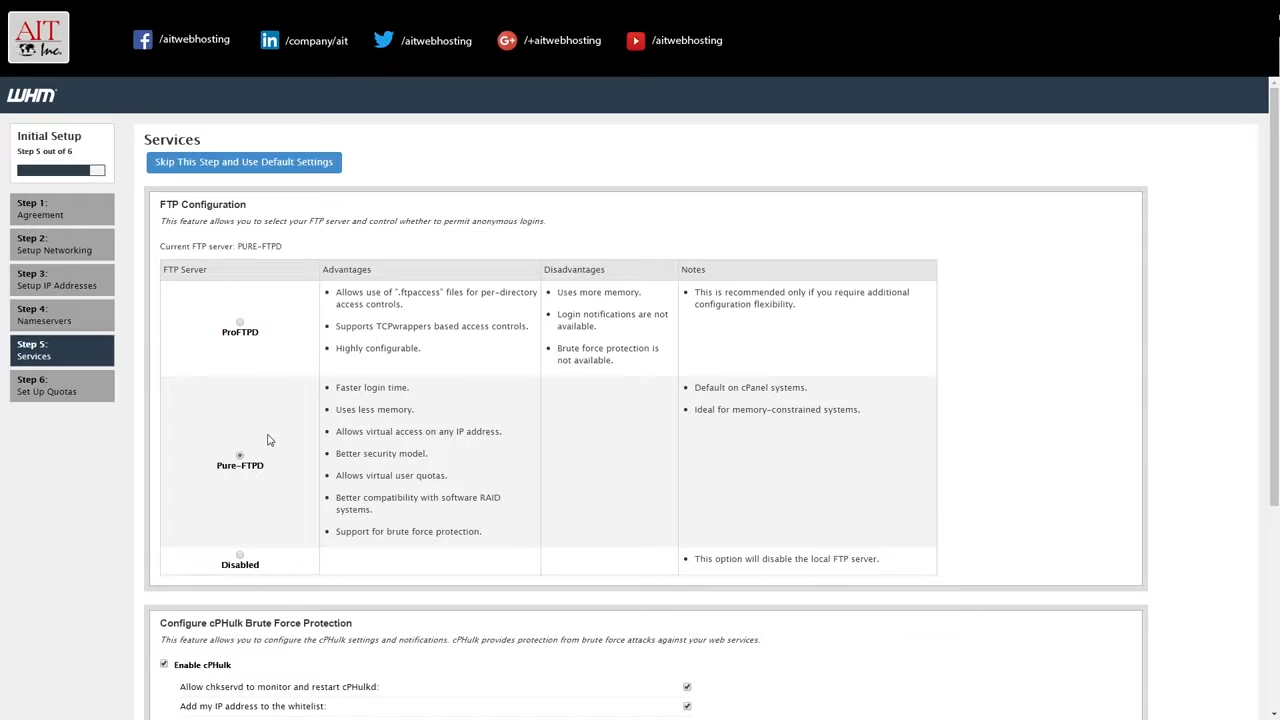 AIT
Inc.
/aitwebhosting
/company/ait
/aitwebhosting
/+aitwebhosting
/aitwebhosting
WHM
Initial Setup
Step 5 out of 6
Step 1:
Agreement
Step 2:
Setup Networking
Step 3:
Setup IP Addresses
Step 4:
Nameservers
Step 5:
Services
Step 6:
Set Up Quotas
Services
Skip This Step and Use Default Settings
FTP Configuration
This feature allows you to select your FTP server and control whether to permit anonymous logins.
Current FTP server: PURE-FTPD
FTP Server
Advantages
Disadvantages
Notes
ProFTPD
Allows use of ".ftpaccess" files for per-directory
access controls.
Supports TCPwrappers based access controls.
Highly configurable.
Uses more memory.
Login notifications are not
available.
Brute force protection is
not available.
This is recommended only if you require additional
configuration flexibility.
Pure-FTPD
Faster login time.
Uses less memory.
Allows virtual access on any IP address.
Better security model.
Allows virtual user quotas.
Better compatibility with software RAID
systems.
Support for brute force protection.
Default on cPanel systems.
Ideal for memory-constrained systems.
Disabled
This option will disable the local FTP server.
Configure cPHulk Brute Force Protection
This feature allows you to configure the cPHulk settings and notifications. cPHulk provides protection from brute force attacks against your web services.
Enable cPHulk
Allow chkservd to monitor and restart cPHulkd:
Add my IP address to the whitelist: